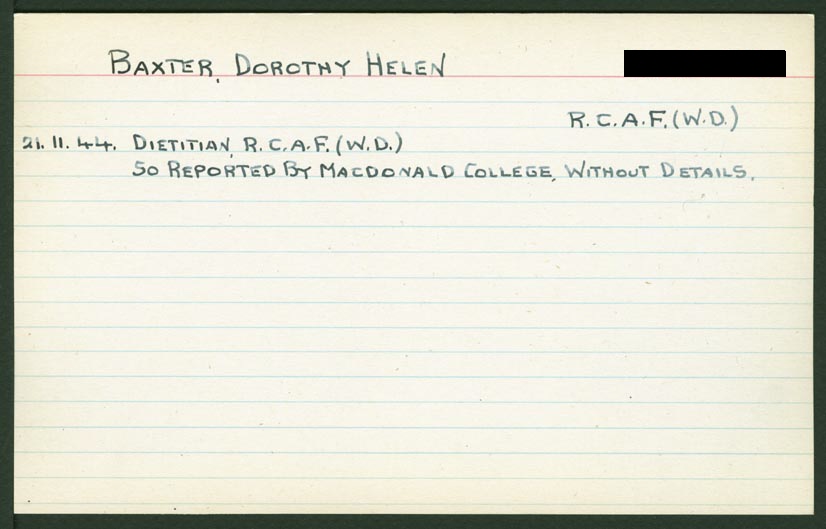 BAXTER, DOROTHY HELEN
R.C.A.F. (W.D.)
21.11.44. DIETITIAN, R.C.A.F. (W.D.)
SO REPORTED BY MACDONALD COLLEGE, WITHOUT DETAILS.